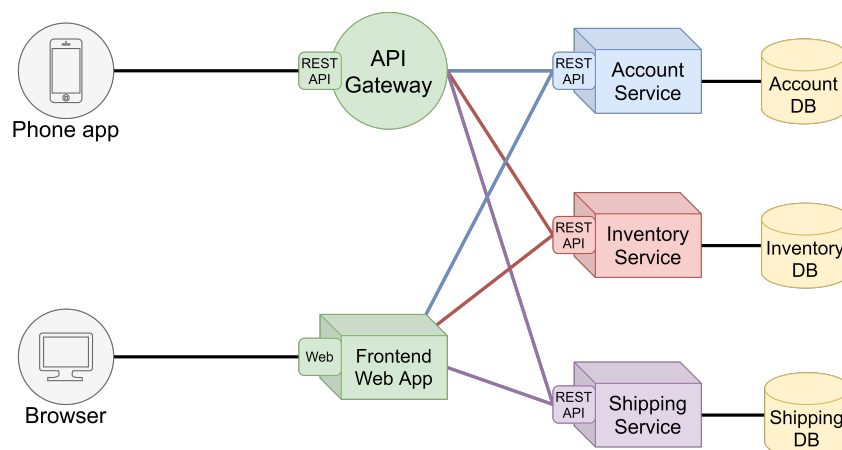 REST
API
API
Gateway
REST
API
Account
Service
Account
DB
Phone app
REST
API
Inventory
Service
Inventory
DB
Web
Frontend
Web App
Browser
REST
API
Shipping
Service
Shipping
DB